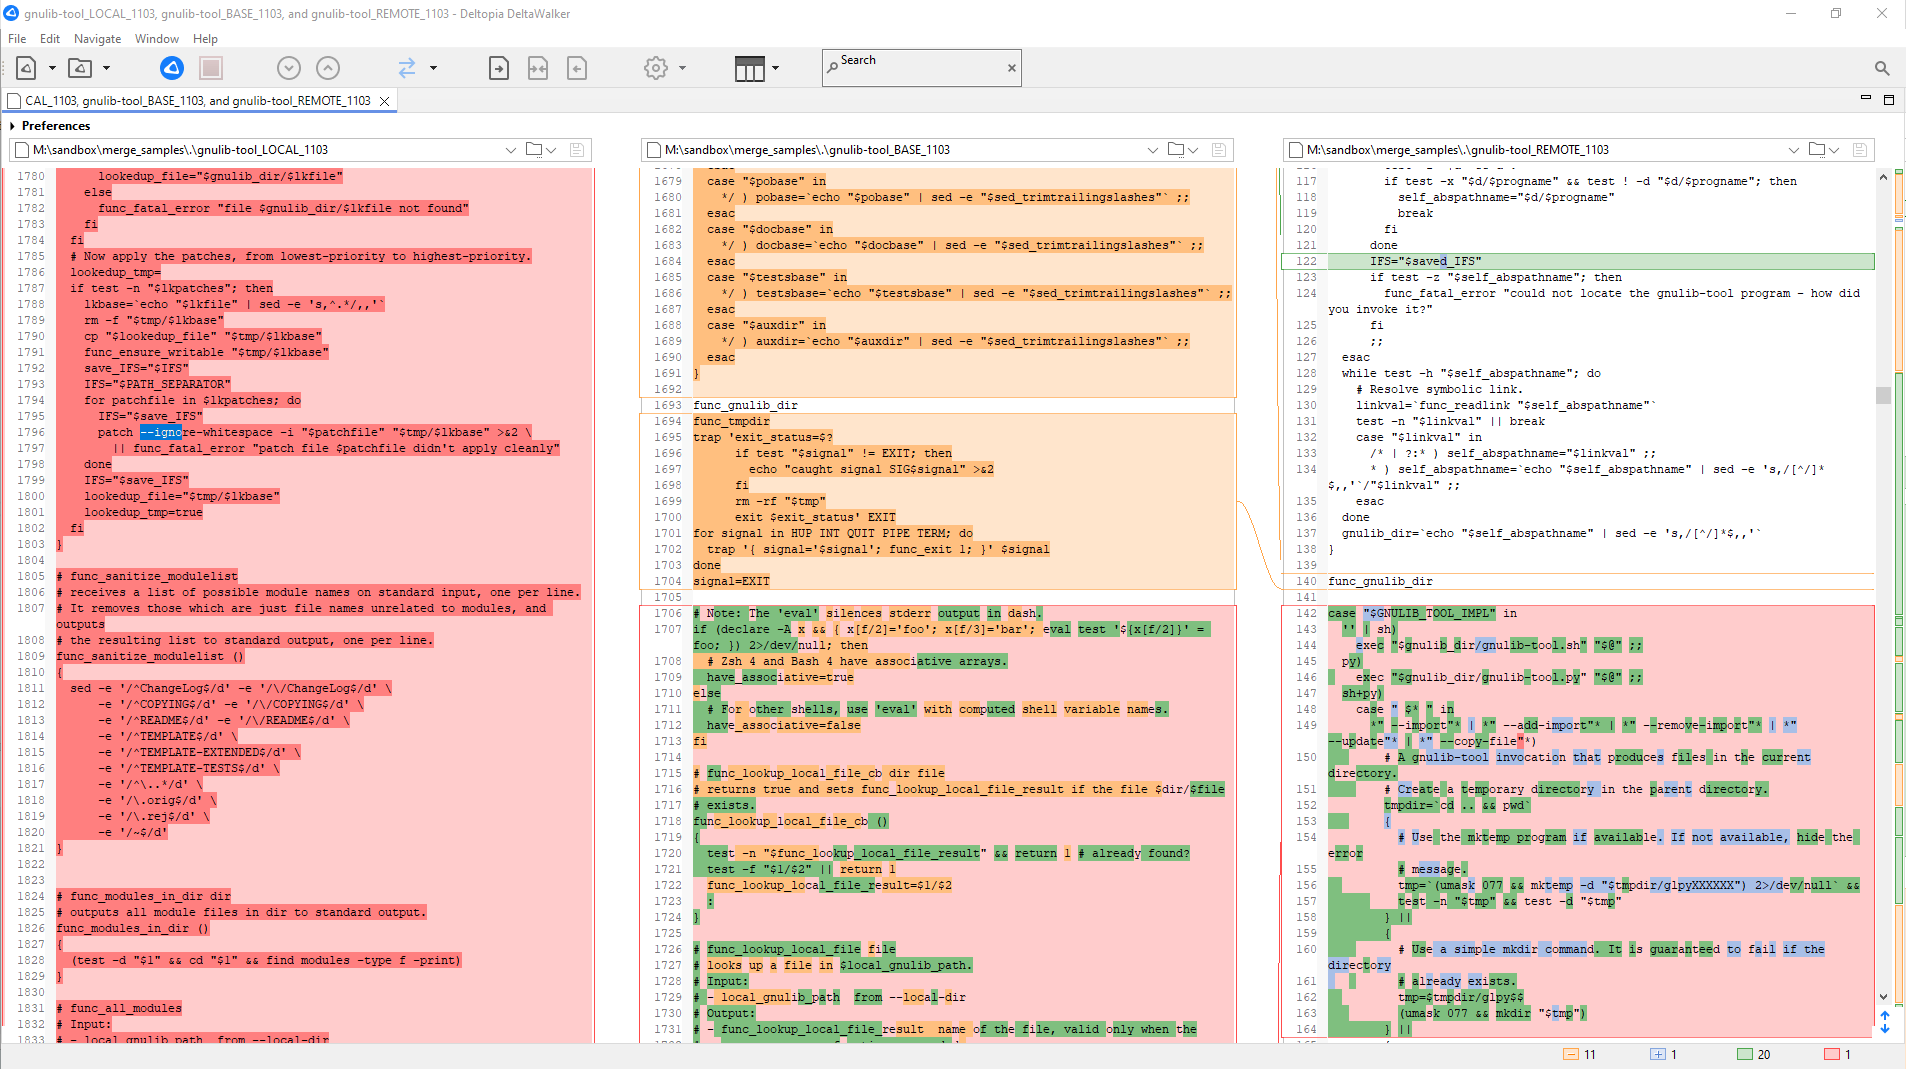 gnulib-tool_LOCAL_1103, gnulib-tool_BASE_1103, and gnulib-tool_REMOTE_1103 - Deltopia DeltaWalker
File Edit Navigate Window Help
Search
CAL_1103, gnulib-tool_BASE_1103, and gnulib-tool_REMOTE_1103
Preferences
M:\sandbox\merge_samples\.\gnulib-tool_LOCAL_1103
1780 lookedup_file="$gnulib_dir/$lkfile"
1781 else
1782 func_fatal_error "file $gnulib_dir/$lkfile not found"
1783 fi
1784 fi
1785 # Now apply the patches, from lowest-priority to highest-priority.
1786 lookedup_tmp=
1787 if test -n "$lkpatches"; then
1788 lkbase=`echo "$lkfile" | sed -e 's,^.*/,,'`
1789 rm -f "$tmp/$lkbase"
1790 cp "$lookedup_file" "$tmp/$lkbase"
1791 func_ensure_writable "$tmp/$lkbase"
1792 save_IFS="$IFS"
1793 IFS="$PATH_SEPARATOR"
1794 for patchfile in $lkpatches; do
1795 IFS="$save_IFS"
1796 patch --ignore-whitespace -i "$patchfile" "$tmp/$lkbase" >&2 \
1797 || func_fatal_error "patch file $patchfile didn't apply cleanly"
1798 done
1799 IFS="$save_IFS"
1800 lookedup_file="$tmp/$lkbase"
1801 lookedup_tmp=true
1802 fi
1803 }
1804
1805 # func_sanitize_modulelist
1806 # receives a list of possible module names on standard input, one per line.
1807 # It removes those which are just file names unrelated to modules, and
outputs
1808 # the resulting list to standard output, one per line.
1809 func_sanitize_modulelist ()
1810 {
1811 sed -e '/^ChangeLog$/d' -e '/\/ChangeLog$/d' \
1812 -e '/^COPYING$/d' -e '/\/COPYING$/d' \
1813 -e '/^README$/d' -e '/\/README$/d' \
1814 -e '/^TEMPLATE$/d' \
1815 -e '/^TEMPLATE-EXTENDED$/d' \
1816 -e '/^TEMPLATE-TESTS$/d' \
1817 -e '/^\..*/d' \
1818 -e '/\.orig$/d' \
1819 -e '/\.rej$/d' \
1820 -e '/~$/d'
1821 }
1822
1823
1824 # func_modules_in_dir dir
1825 # outputs all module files in dir to standard output.
1826 func_modules_in_dir ()
1827 {
1828 (test -d "$1" && cd "$1" && find modules -type f -print)
1829 }
1830
1831 # func_all_modules
1832 # Input:
1833 # - local_gnulib_path from --local-dir
M:\sandbox\merge_samples\.\gnulib-tool_BASE_1103
1679 case "$pobase" in
1680 */ ) pobase=`echo "$pobase" | sed -e "$sed_trimtrailingslashes"` ;;
1681 esac
1682 case "$docbase" in
1683 */ ) docbase=`echo "$docbase" | sed -e "$sed_trimtrailingslashes"` ;;
1684 esac
1685 case "$testsbase" in
1686 */ ) testsbase=`echo "$testsbase" | sed -e "$sed_trimtrailingslashes"` ;;
1687 esac
1688 case "$auxdir" in
1689 */ ) auxdir=`echo "$auxdir" | sed -e "$sed_trimtrailingslashes"` ;;
1690 esac
1691 }
1692
1693 func_gnulib_dir
1694 func_tmpdir
1695 trap 'exit_status=$?
1696 if test "$signal" != EXIT; then
1697 echo "caught signal SIG$signal" >&2
1698 fi
1699 rm -rf "$tmp"
1700 exit $exit_status' EXIT
1701 for signal in HUP INT QUIT PIPE TERM; do
1702 trap '{ signal='$signal'; func_exit 1; }' $signal
1703 done
1704 signal=EXIT
1705
1706 # Note: The 'eval' silences stderr output in dash.
1707 if (declare -A x && { x[f/2]='foo'; x[f/3]='bar'; eval test '${x[f/2]}' =
foo; }) 2>/dev/null; then
1708 # Zsh 4 and Bash 4 have associative arrays.
1709 have_associative=true
1710 else
1711 # For other shells, use 'eval' with computed shell variable names.
1712 have_associative=false
1713 fi
1714
1715 # func_lookup_local_file_cb dir file
1716 # returns true and sets func_lookup_local_file_result if the file $dir/$file
1717 # exists.
1718 func_lookup_local_file_cb ()
1719 {
1720 test -n "$func_lookup_local_file_result" && return 1 # already found?
1721 test -f "$1/$2" || return 1
1722 func_lookup_local_file_result=$1/$2
1723 :
1724 }
1725
1726 # func_lookup_local_file file
1727 # looks up a file in $local_gnulib_path.
1728 # Input:
1729 # - local_gnulib_path from --local-dir
1730 # Output:
1731 # - func_lookup_local_file_result name of the file, valid only when the
M:\sandbox\merge_samples\.\gnulib-tool_REMOTE_1103
117 if test -x "$d/$progname" && test ! -d "$d/$progname"; then
118 self_abspathname="$d/$progname"
119 break
120 fi
121 done
122 IFS="$saved_IFS"
123 if test -z "$self_abspathname"; then
124 func_fatal_error "could not locate the gnulib-tool program - how did
you invoke it?"
125 fi
126 ;;
127 esac
128 while test -h "$self_abspathname"; do
129 # Resolve symbolic link.
130 linkval=`func_readlink "$self_abspathname"`
131 test -n "$linkval" || break
132 case "$linkval" in
133 /* | ?:* ) self_abspathname="$linkval" ;;
134 * ) self_abspathname=`echo "$self_abspathname" | sed -e 's,/[^/]*
$,,'`/"$linkval" ;;
135 esac
136 done
137 gnulib_dir=`echo "$self_abspathname" | sed -e 's,/[^/]*$,,'`
138 }
139
140 func_gnulib_dir
141
142 case "$GNULIB_TOOL_IMPL" in
143 '' | sh)
144 exec "$gnulib_dir/gnulib-tool.sh" "$@" ;;
145 py)
146 exec "$gnulib_dir/gnulib-tool.py" "$@" ;;
147 sh+py)
148 case " $* " in
149 *" --import"* | *" --add-import"* | *" --remove-import"* | *"
--update"* | *" --copy-file"*)
150 # A gnulib-tool invocation that produces files in the current
directory.
151 # Create a temporary directory in the parent directory.
152 tmpdir=`cd .. && pwd`
153 {
154 # Use the mktemp program if available. If not available, hide the
error
155 # message.
156 tmp=`(umask 077 && mktemp -d "$tmpdir/glpyXXXXXX") 2>/dev/null` &&
157 test -n "$tmp" && test -d "$tmp"
158 } ||
159 {
160 # Use a simple mkdir command. It is guaranteed to fail if the
directory
161 # already exists.
162 tmp=$tmpdir/glpy$$
163 (umask 077 && mkdir "$tmp")
164 } ||
11 1 20 1